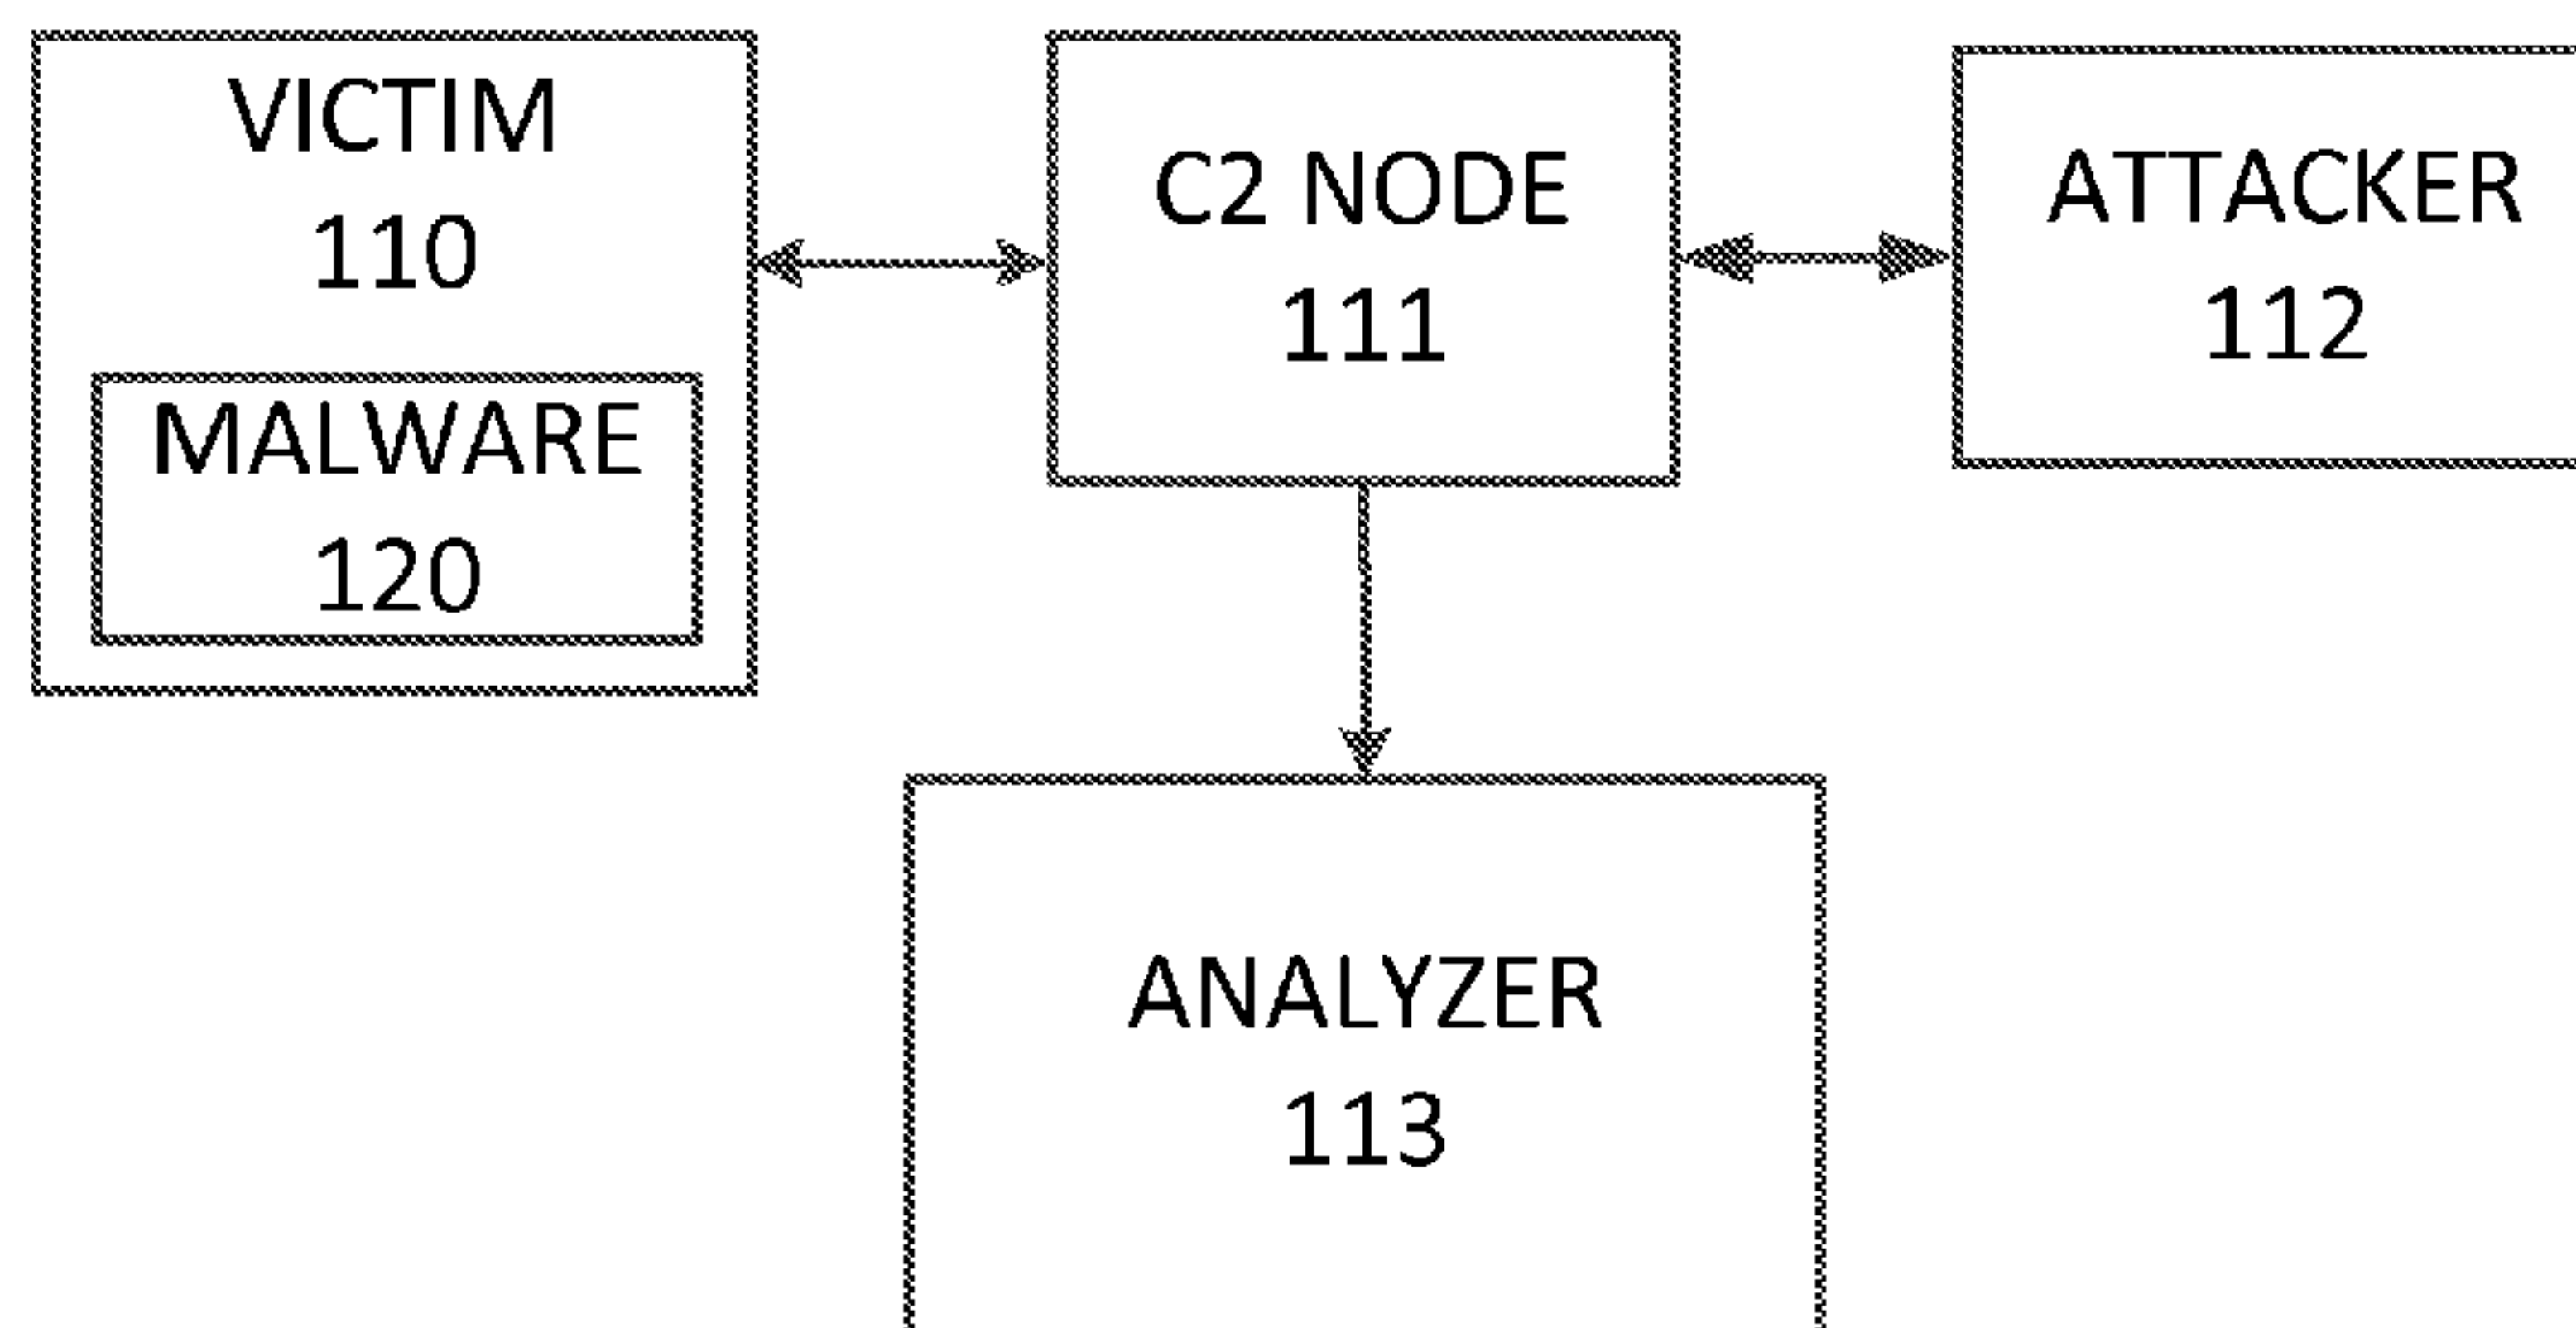 VICTIM
110
MALWARE
120
C2 NODE
111
ATTACKER
112
ANALYZER
113